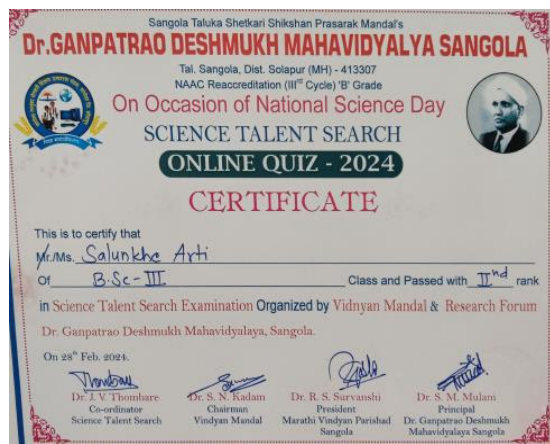 Sangola Taluka Shetkari Shikshan Prasarak Mandal's
Dr.GANPATRAO DESHMUKH MAHAVIDYALYA SANGOLA
Tal. Sangola, Dist. Solapur (MH) - 413307
NAAC Reaccreditation (IIIrd Cycle) 'B' Grade
On Occasion of National Science Day
SCIENCE TALENT SEARCH
ONLINE QUIZ - 2024
CERTIFICATE
This is to certify that
Mr./Ms. Salunkhe Arti
Of B.Sc-III Class and Passed with IInd rank
in Science Talent Search Examination Organized by Vidnyan Mandal & Research Forum
Dr. Ganpatrao Deshmukh Mahavidyalaya, Sangola.
On 28th Feb. 2024.
Dr. J. V. Thombare
Co-ordinator
Science Talent Search
Dr. S. N. Kadam
Chairman
Vindyam Mandal
Dr. R. S. Survanshi
President
Marathi Vindyan Parishad
Sangola
Dr. S. M. Mulani
Principal
Dr. Ganpatrao Deshmukh
Mahavidyalaya Sangola